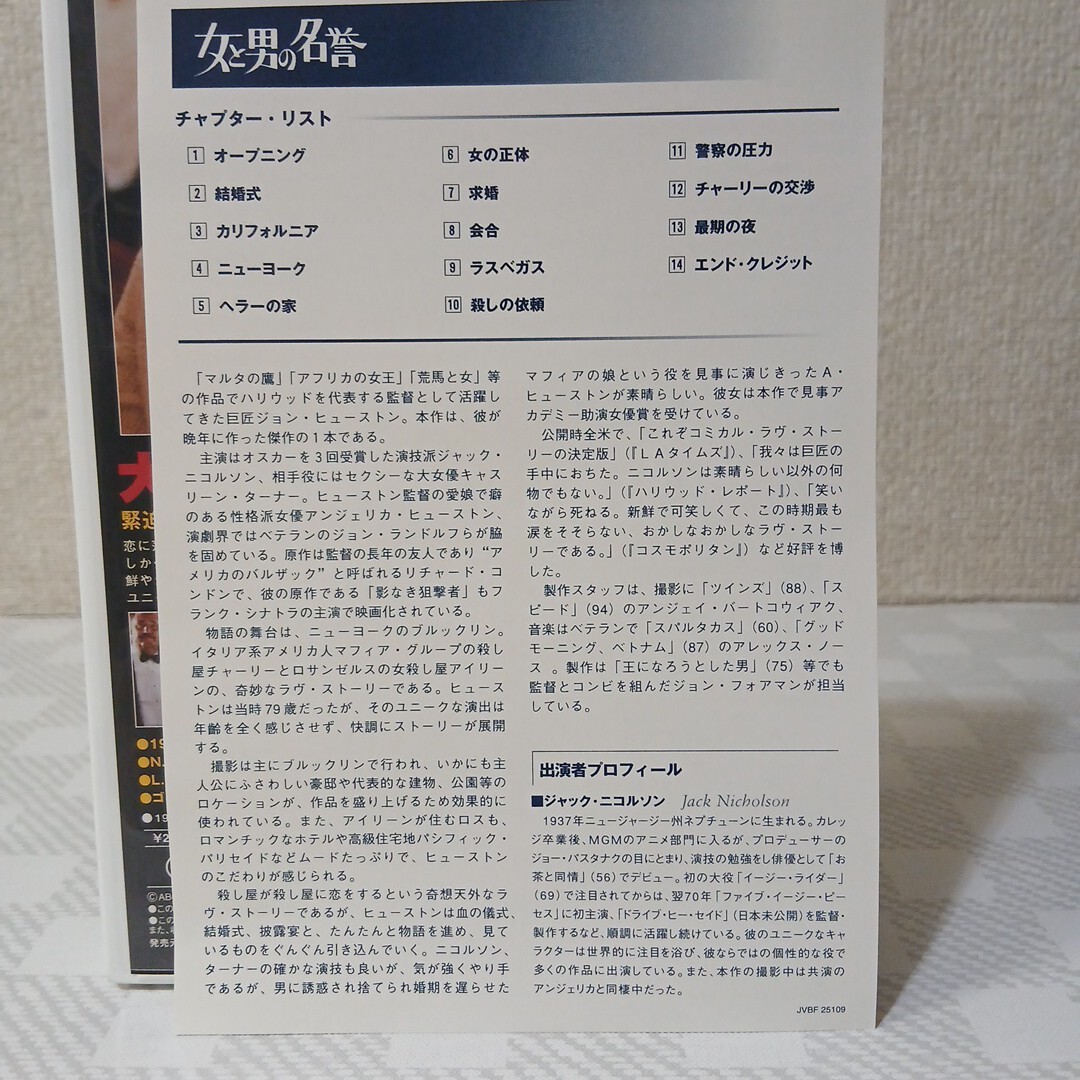 女と男の名誉
チャプター・リスト
1 オープニング
2 結婚式
3 カリフォルニア
4 ニューヨーク
5 ヘラーの家
6 女の正体
7 求婚
8 会合
9 ラスベガス
10 殺しの依頼
11 警察の圧力
12 チャーリーの交渉
13 最期の夜
14 エンド・クレジット
「マルタの鷹」「アフリカの女王」「荒馬と女」等
の作品でハリウッドを代表する監督として活躍し
てきた巨匠ジョン・ヒューストン。本作は、彼が
晩年に作った傑作の1本である。
主演はオスカーを3回受賞した演技派ジャック・
ニコルソン、相手役にはセクシーな大女優キャス
リーン・ターナー。ヒューストン監督の愛娘で癖
のある性格派女優アンジェリカ・ヒューストン、
演劇界ではベテランのジョン・ランドルフらが脇
を固めている。原作は監督の長年の友人であり“ア
メリカのバルザック”と呼ばれるリチャード・コ
ンドンで、彼の原作である「影なき狙撃者」もフ
ランク・シナトラの主演で映画化されている。
物語の舞台は、ニューヨークのブルックリン。
イタリア系アメリカ人マフィア・グループの殺し
屋チャーリーとロサンゼルスの女殺し屋アイリー
ンの、奇妙なラヴ・ストーリーである。ヒュース
トンは当時79歳だったが、そのユニークな演出は
年齢を全く感じさせず、快調にストーリーが展開
する。
撮影は主にブルックリンで行われ、いかにも主
人公にふさわしい豪邸や代表的な建物、公園等の
ロケーションが、作品を盛り上げるため効果的に
使われている。また、アイリーンが住むロスも、
ロマンチックなホテルや高級住宅地パシフィック・
パリセイドなどムードたっぷりで、ヒューストン
のこだわりが感じられる。
殺し屋が殺し屋に恋をするという奇想天外なラ
ヴ・ストーリーであるが、ヒューストンは血の儀式、
結婚式、披露宴と、たんたんと物語を進め、見て
いるものをぐんぐん引き込んでいく。ニコルソン、
ターナーの確かな演技も良いが、気が強くやり手
であるが、男に誘惑され捨てられ婚期を遅らせた
マフィアの娘という役を見事に演じきったA・
ヒューストンが素晴らしい。彼女は本作で見事ア
カデミー助演女優賞を受けている。
公開時全米で、「これぞコミカル・ラヴ・ストー
リーの決定版」(『LAタイムズ』)、「我々は巨匠の
手中におちた。ニコルソンは素晴らしい以外の何
物でもない。」(『ハリウッド・レポート』)、「笑い
ながら死ねる。新鮮で可笑しくて、この時期最も
涙をそそらない、おかしなおかしなラヴ・ストー
リーである。」(『コスモポリタン』)など好評を博
した。
製作スタッフは、撮影に「ツインズ」(88)、「ス
ピード」(94)のアンジェイ・バートコウィアク、
音楽はベテランで「スパルタカス」(60)、「グッド
モーニング、ベトナム」(87)のアレックス・ノー
ス 。製作は「王になろうとした男」(75)等でも
監督とコンビを組んだジョン・フォアマンが担当
している。
出演者プロフィール
■ジャック・ニコルソン Jack Nicholson
1937年ニュージャージー州ネプチューンに生まれる。カレッ
ジ卒業後、MGMのアニメ部門に入るが、プロデューサーの
ジョー・パスタナクの目にとまり、演技の勉強をし俳優として「お
茶と同情」(56)でデビュー。初の大役「イージー・ライダー」
(69)で注目されてからは、翌70年「ファイブ・イージー・ピー
セス」に初主演、「ドライブ・ヒー・セイド」(日本未公開)を監督・
製作するなど、順調に活躍し続けている。彼のユニークなキャ
ラクターは世界的に注目を浴び、彼ならではの個性的な役で
多くの作品に出演している。また、本作の撮影中は共演の
アンジェリカと同棲中だった。
JVBF 25109
緊迫
恋に
しか
鮮や
ユニ
●19
●N.
●L.
●ゴ
●19
¥2
©AB
●この
●この
また、
発売元